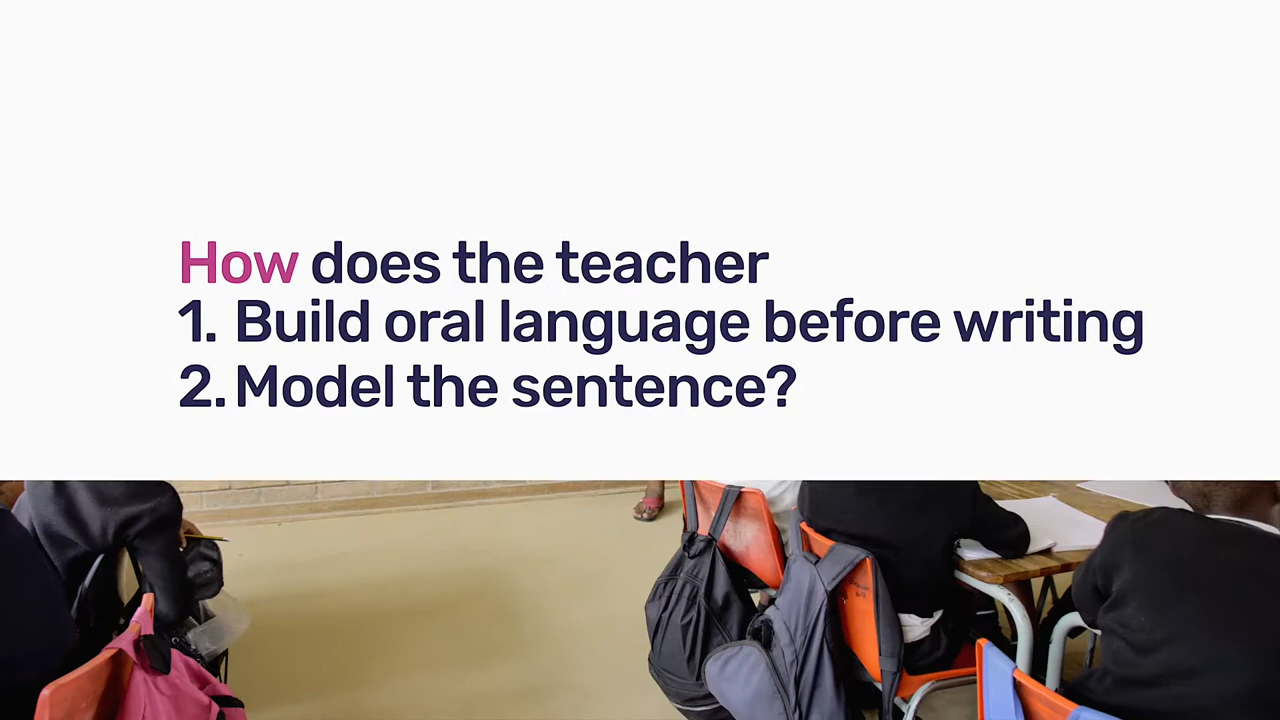 How does the teacher
1. Build oral language before writing
2. Model the sentence?